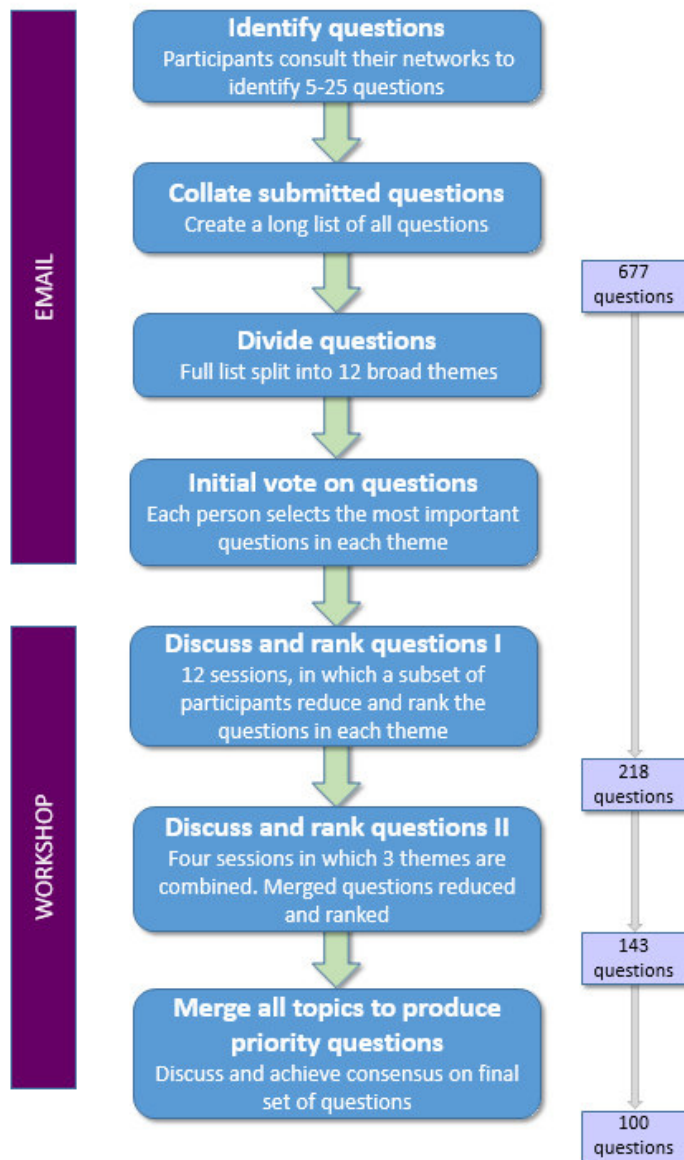 EMAIL
Identify questions
Participants consult their networks to
identify 5-25 questions
Collate submitted questions
Create a long list of all questions
677
questions
Divide questions
Full list split into 12 broad themes
Initial vote on questions
Each person selects the most important
questions in each theme
WORKSHOP
Discuss and rank questions I
12 sessions, in which a subset of
participants reduce and rank the
questions in each theme
218
questions
Discuss and rank questions II
Four sessions in which 3 themes are
combined. Merged questions reduced
and ranked
143
questions
Merge all topics to produce
priority questions
Discuss and achieve consensus on final
set of questions
100
questions